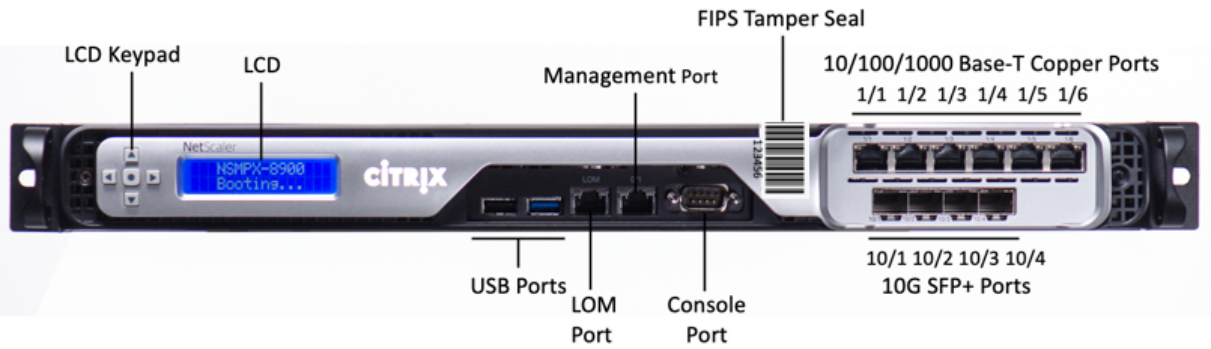 FIPS Tamper Seal
LCD Keypad
LCD
Management Port
10/100/1000 Base-T Copper Ports
1/1 1/2 1/3 1/4 1/5 1/6
NetScaler
NSMPX-8900
Booting...
CİTRİX
LOM
123456
USB Ports
LOM
Port
Console
Port
10/1 10/2 10/3 10/4
10G SFP+ Ports